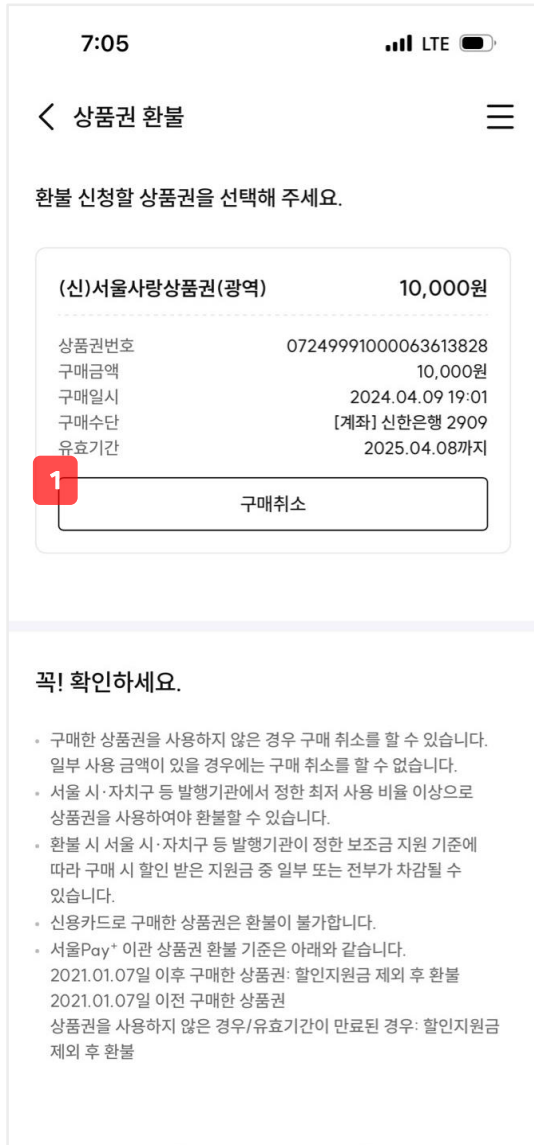 7:05 LTE
상품권 환불
환불 신청할 상품권을 선택해 주세요.
(신)서울사랑상품권(광역) 10,000원
상품권번호 07249991000063613828
구매금액 10,000원
구매일시 2024.04.09 19:01
구매수단 [계좌] 신한은행 2909
유효기간 2025.04.08까지
1
구매취소
꼭! 확인하세요.
• 구매한 상품권을 사용하지 않은 경우 구매 취소를 할 수 있습니다.
일부 사용 금액이 있을 경우에는 구매 취소를 할 수 없습니다.
• 서울 시·자치구 등 발행기관에서 정한 최저 사용 비율 이상으로
상품권을 사용하여야 환불할 수 있습니다.
• 환불 시 서울 시·자치구 등 발행기관이 정한 보조금 지원 기준에
따라 구매 시 할인 받은 지원금 중 일부 또는 전부가 차감될 수
있습니다.
• 신용카드로 구매한 상품권은 환불이 불가합니다.
• 서울Pay⁺ 이관 상품권 환불 기준은 아래와 같습니다.
2021.01.07일 이후 구매한 상품권: 할인지원금 제외 후 환불
2021.01.07일 이전 구매한 상품권
상품권을 사용하지 않은 경우/유효기간이 만료된 경우: 할인지원금
제외 후 환불